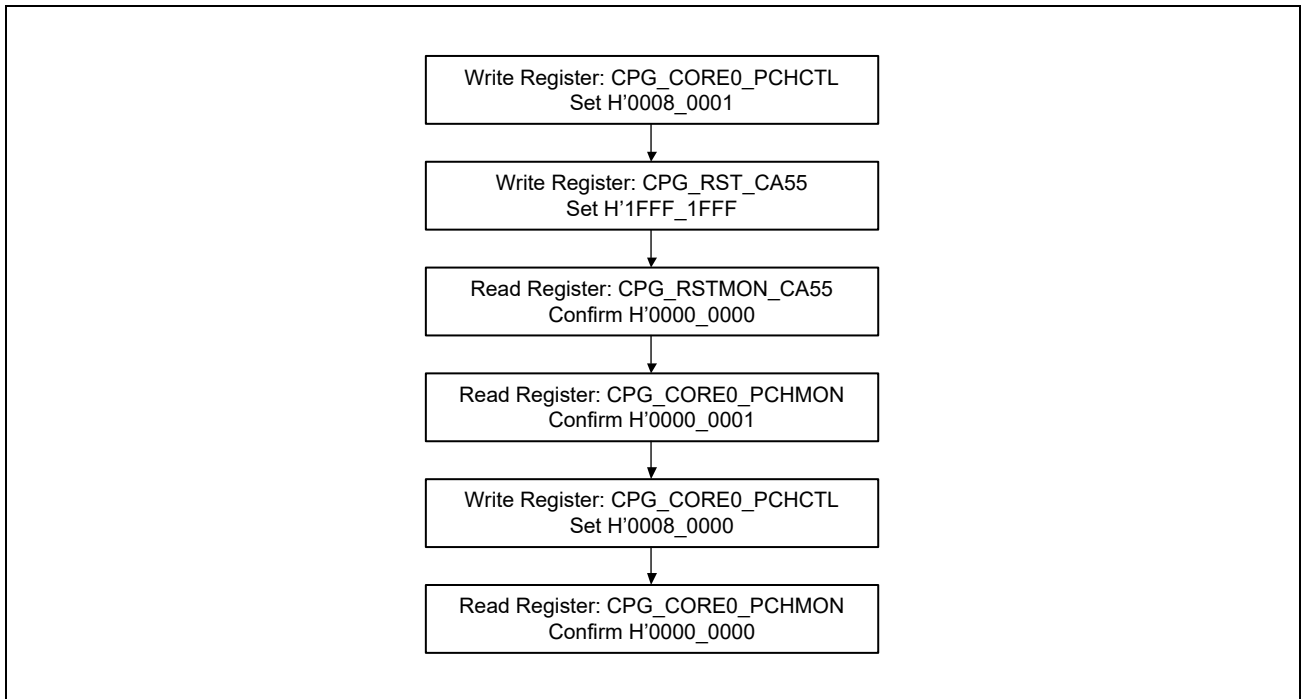 Write Register: CPG_CORE0_PCHCTL
Set H’0008_0001
Write Register: CPG_RST_CA55
Set H’1FFF_1FFF
Read Register: CPG_RSTMON_CA55
Confirm H’0000_0000
Read Register: CPG_CORE0_PCHMON
Confirm H’0000_0001
Write Register: CPG_CORE0_PCHCTL
Set H’0008_0000
Read Register: CPG_CORE0_PCHMON
Confirm H’0000_0000